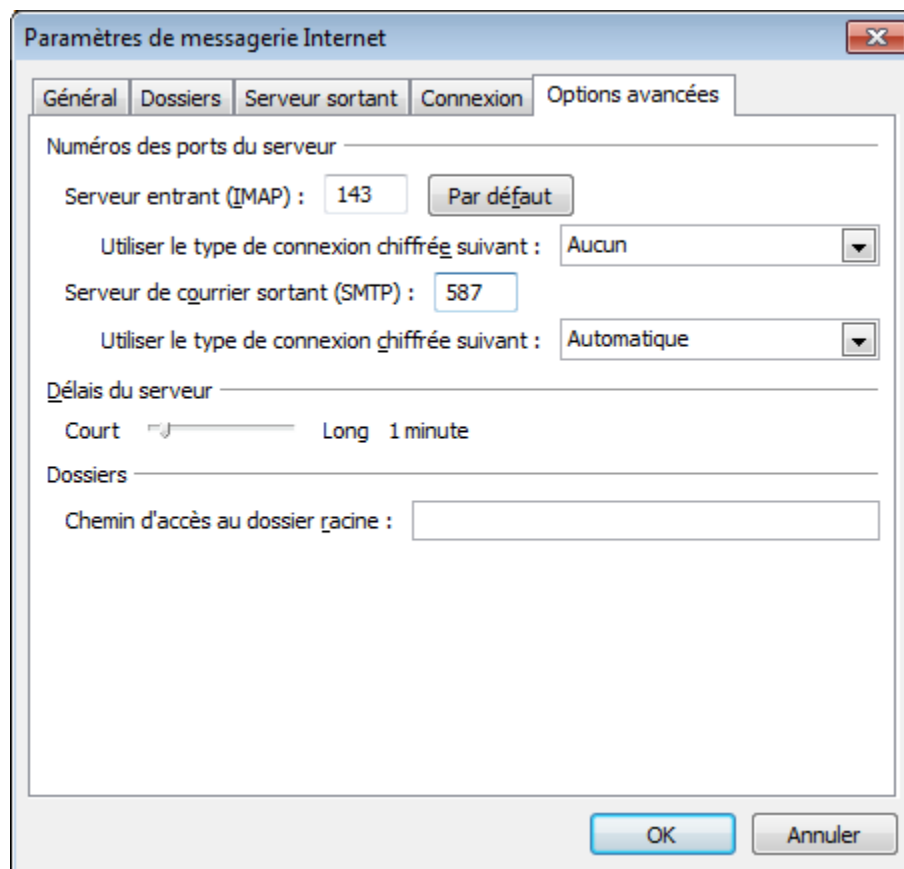 Paramètres de messagerie Internet
Général Dossiers Serveur sortant Connexion Options avancées
Numéros des ports du serveur
Serveur entrant (IMAP) : 143 Par défaut
Utiliser le type de connexion chiffrée suivant : Aucun
Serveur de courrier sortant (SMTP) : 587
Utiliser le type de connexion chiffrée suivant : Automatique
Délais du serveur
Court Long 1 minute
Dossiers
Chemin d'accès au dossier racine :
OK Annuler